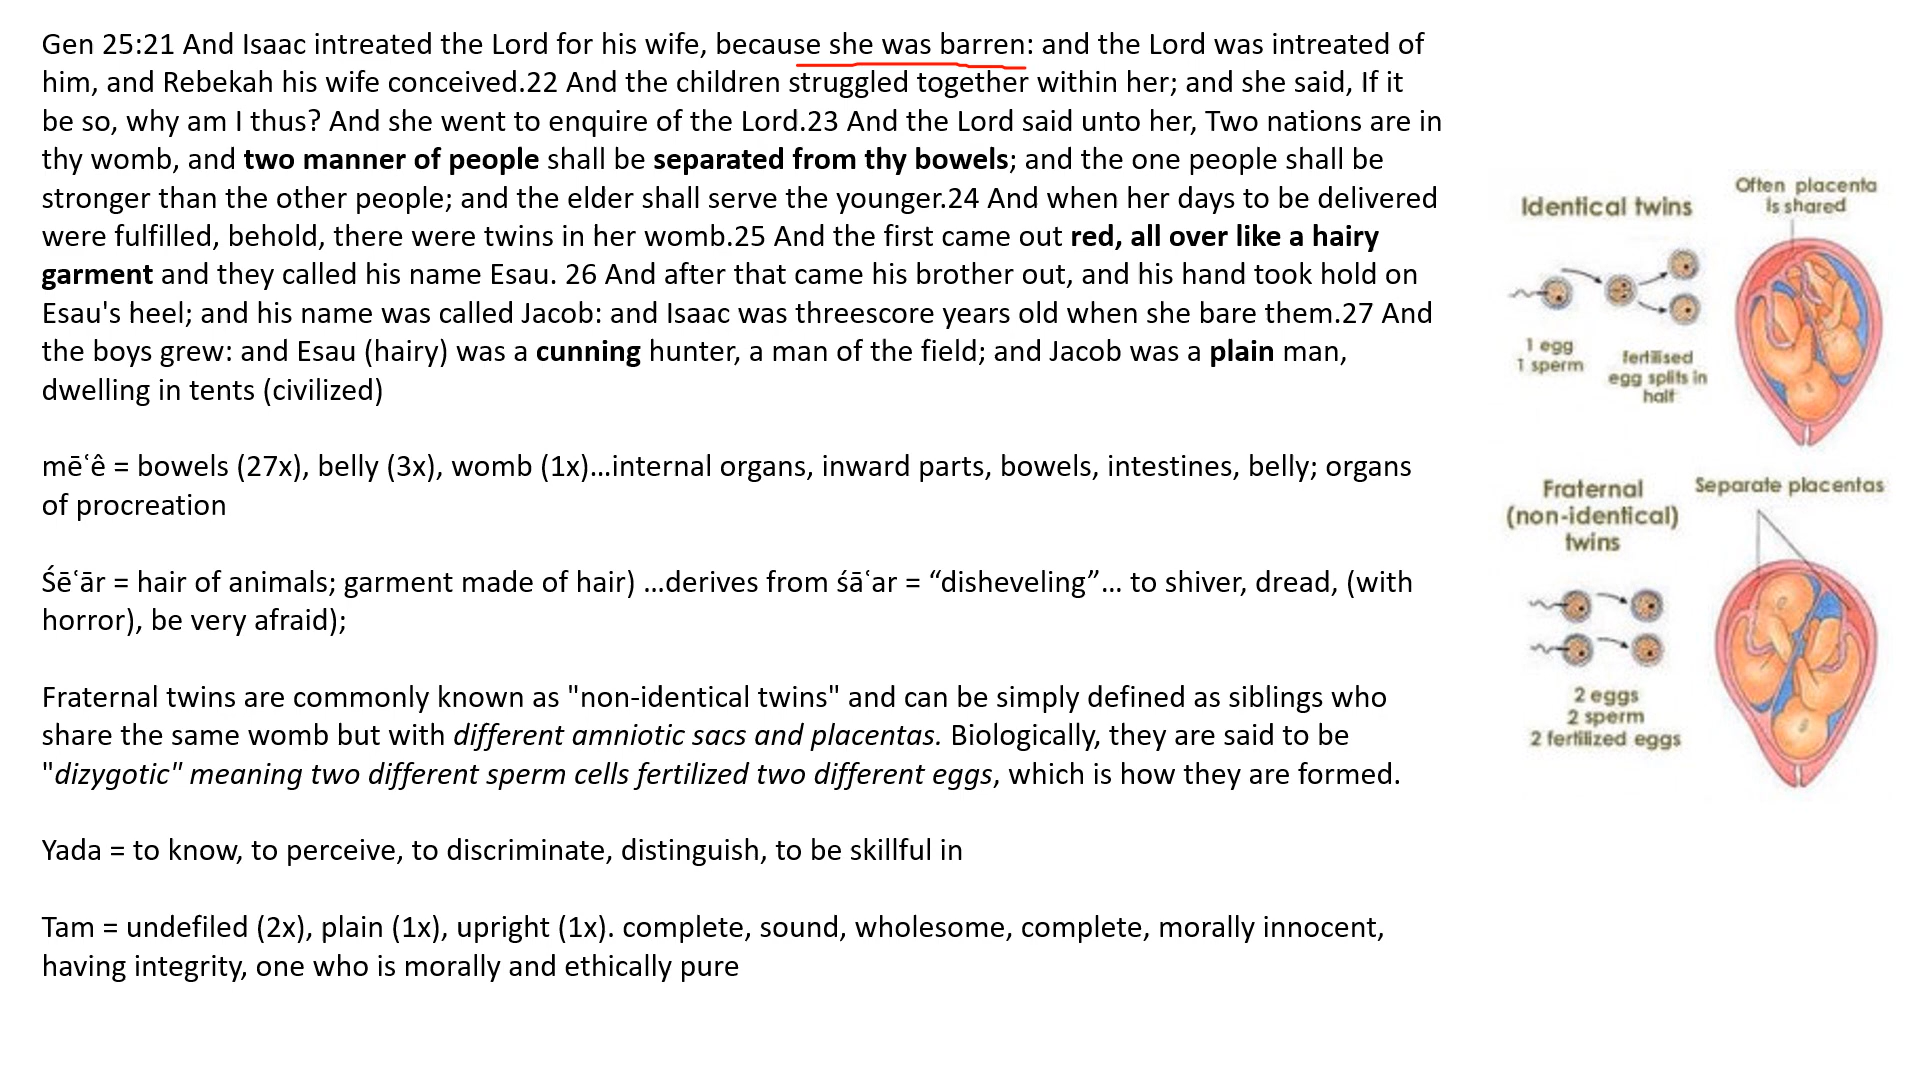 Gen 25:21 And Isaac intreated the Lord for his wife, because she was barren: and the Lord was intreated of
him, and Rebekah his wife conceived.22 And the children struggled together within her; and she said, If it
be so, why am I thus? And she went to enquire of the Lord.23 And the Lord said unto her, Two nations are in
thy womb, and two manner of people shall be separated from thy bowels; and the one people shall be
stronger than the other people; and the elder shall serve the younger.24 And when her days to be delivered
were fulfilled, behold, there were twins in her womb.25 And the first came out red, all over like a hairy
garment and they called his name Esau. 26 And after that came his brother out, and his hand took hold on
Esau's heel; and his name was called Jacob: and Isaac was threescore years old when she bare them.27 And
the boys grew: and Esau (hairy) was a cunning hunter, a man of the field; and Jacob was a plain man,
dwelling in tents (civilized)
mēʿê = bowels (27x), belly (3x), womb (1x)…internal organs, inward parts, bowels, intestines, belly; organs
of procreation
Śēʿār = hair of animals; garment made of hair) …derives from śāʿar = “disheveling”… to shiver, dread, (with
horror), be very afraid);
Fraternal twins are commonly known as "non-identical twins" and can be simply defined as siblings who
share the same womb but with different amniotic sacs and placentas. Biologically, they are said to be
"dizygotic" meaning two different sperm cells fertilized two different eggs, which is how they are formed.
Yada = to know, to perceive, to discriminate, distinguish, to be skillful in
Tam = undefiled (2x), plain (1x), upright (1x). complete, sound, wholesome, complete, morally innocent,
having integrity, one who is morally and ethically pure
Identical twins
Often placenta
is shared
1 egg
1 sperm
fertilised
egg splits in
half
Fraternal
(non-identical)
twins
Separate placentas
2 eggs
2 sperm
2 fertilized eggs